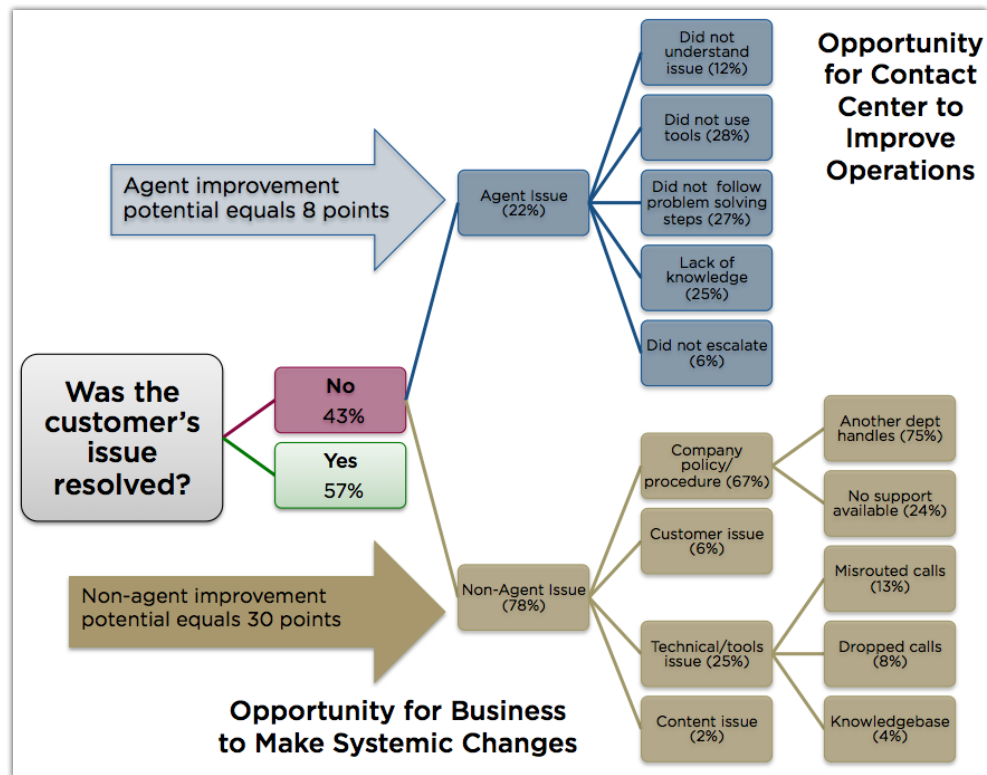 Opportunity
for Contact
Center to
Improve
Operations
Did not
understand
issue (12%)
Did not use
tools (28%)
Agent improvement
potential equals 8 points
Agent Issue
(22%)
Did not follow
problem solving
steps (27%)
Lack of
knowledge
(25%)
Did not escalate
(6%)
Was the
customer's
issue
resolved?
No
43%
Yes
57%
Non-agent improvement
potential equals 30 points
Non-Agent Issue
(78%)
Company
policy/
procedure (67%)
Another dept
handles (75%)
No support
available (24%)
Customer issue
(6%)
Technical/tools
issue (25%)
Misrouted calls
(13%)
Dropped calls
(8%)
Knowledgebase
(4%)
Content issue
(2%)
Opportunity for Business
to Make Systemic Changes